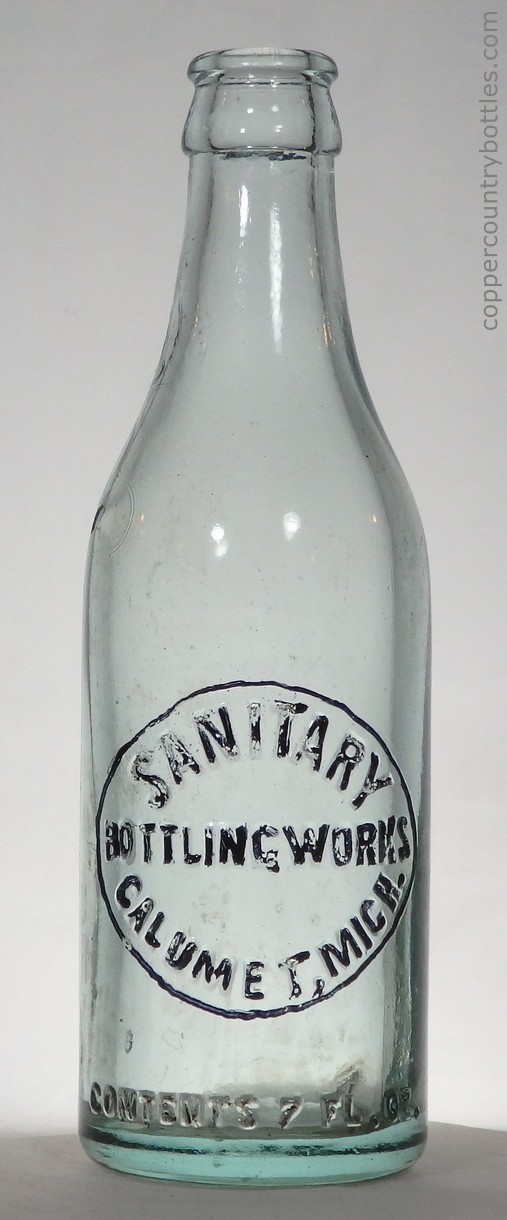 coppercountrybottles.com
SANITARY
BOTTLING WORKS
CALUMET, MICH.
CONTENTS 7 FL. OZ.